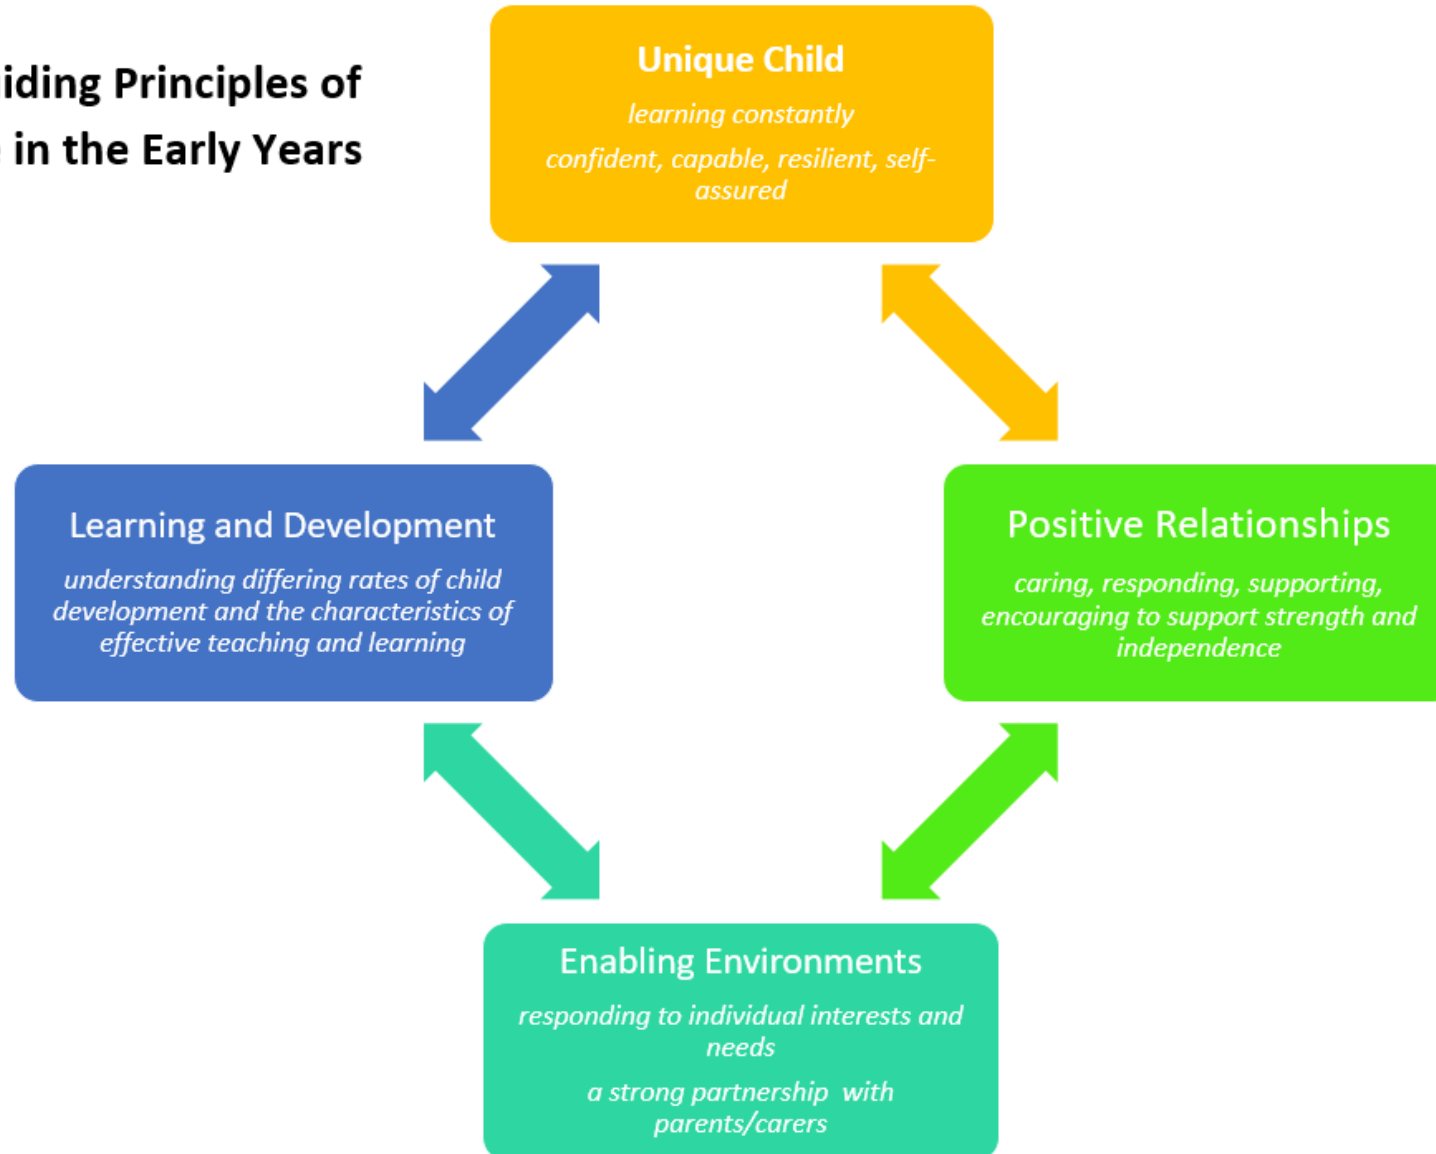 iding Principles of
in the Early Years
Unique Child
learning constantly
confident, capable, resilient, self-
assured
Learning and Development
understanding differing rates of child
development and the characteristics of
effective teaching and learning
Positive Relationships
caring, responding, supporting,
encouraging to support strength and
independence
Enabling Environments
responding to individual interests and
needs
a strong partnership  with
parents/carers